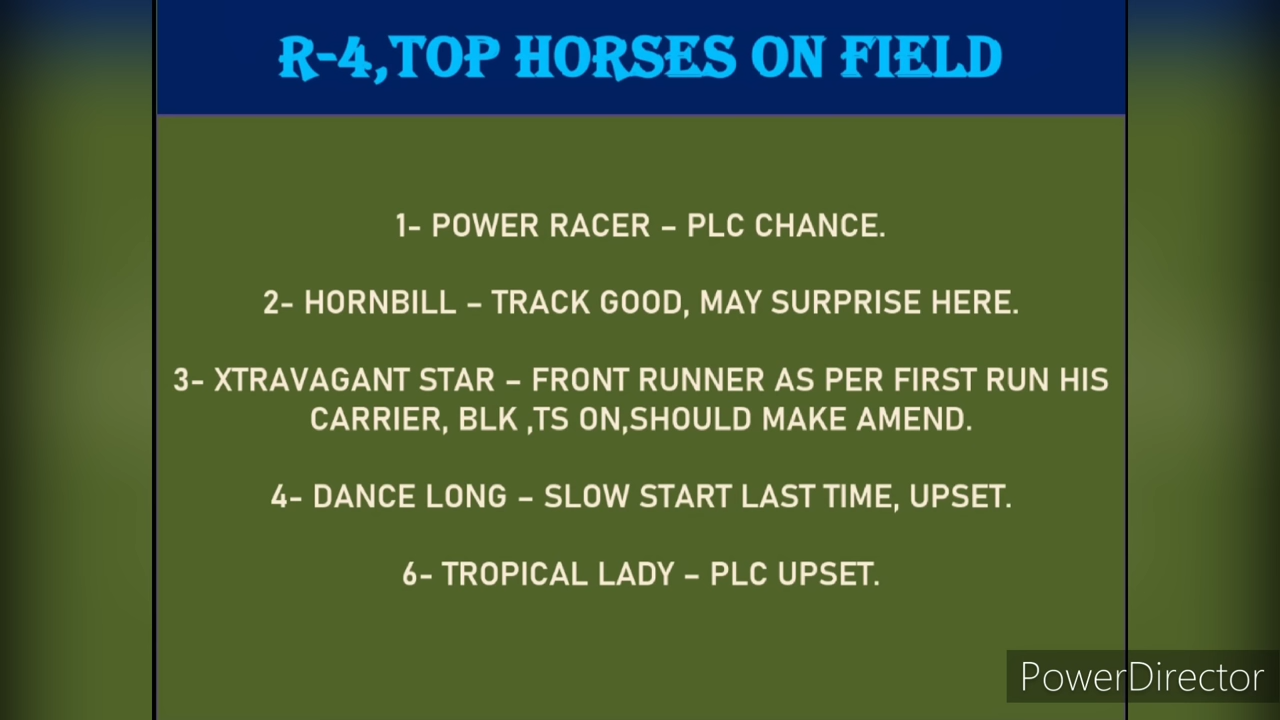 R-4,TOP HORSES ON FIELD
1- POWER RACER – PLC CHANCE.
2- HORNBILL – TRACK GOOD, MAY SURPRISE HERE.
3- XTRAVAGANT STAR – FRONT RUNNER AS PER FIRST RUN HIS
CARRIER, BLK ,TS ON,SHOULD MAKE AMEND.
4- DANCE LONG – SLOW START LAST TIME, UPSET.
6- TROPICAL LADY – PLC UPSET.
PowerDirector